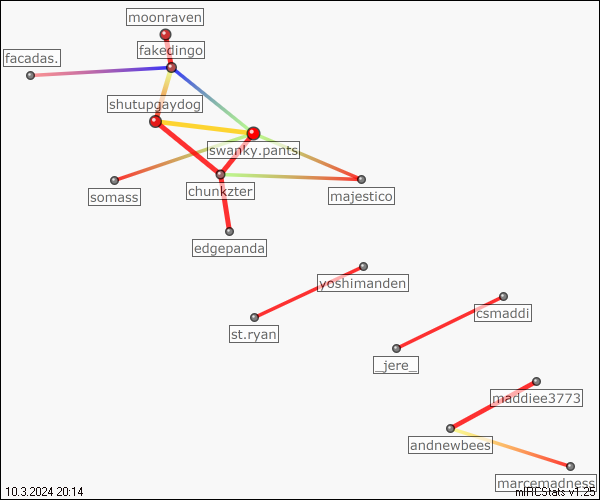 moonraven
fakedingo
facadas.
shutupgaydog
swanky.pants
somass
chunkzter
majestico
edgepanda
yoshimanden
csmaddi
st.ryan
_jere_
maddiee3773
andnewbees
marcemadness
10.3.2024 20:14
mIRCStats v1.25